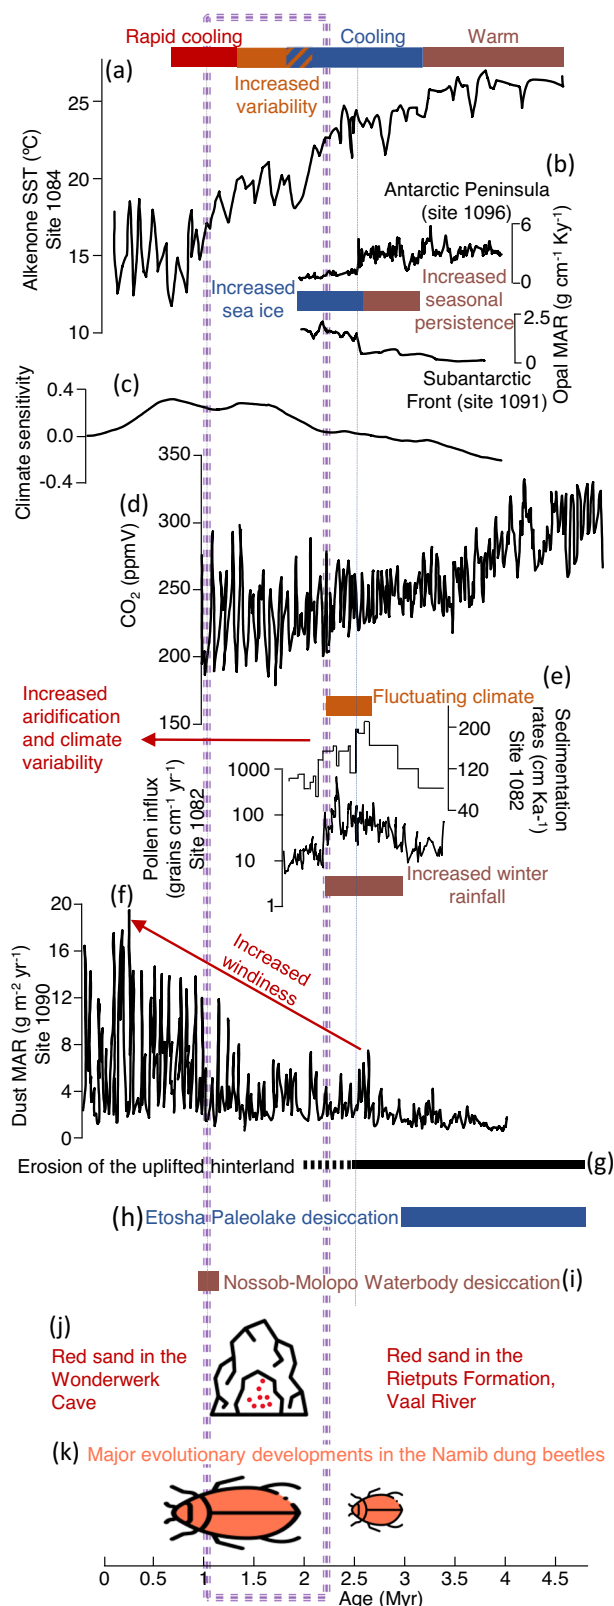 Rapid cooling
Cooling
Warm
(a)
Increased
variability
25
20
15
10
Alkenone SST (ºC)
Site 1084
(b)
Antarctic Peninsula
(site 1096)
6
0
Increased
sea ice
Increased
seasonal
persistence
2.5
0
Opal MAR (g cm⁻¹ Ky⁻¹)
Subantarctic
Front (site 1091)
(c)
0.4
0.0
-0.4
Climate sensitivity
(d)
350
300
250
200
150
CO₂ (ppmV)
(e)
Increased
aridification
and climate
variability
Fluctuating climate
200
120
40
Sedimentation
rates (cm Ka⁻¹)
Site 1082
1000
100
10
1
Pollen influx
(grains cm⁻¹ yr⁻¹)
Site 1082
Increased winter
rainfall
(f)
20
16
12
8
4
0
Dust MAR (g m⁻² yr⁻¹)
Site 1090
Increased
windiness
Erosion of the uplifted hinterland
(g)
(h) Etosha Paleolake desiccation
Nossob-Molopo Waterbody desiccation (i)
(j)
Red sand in the
Wonderwerk
Cave
Red sand in the
Rietputs Formation,
Vaal River
(k) Major evolutionary developments in the Namib dung beetles
0 0.5 1 1.5 2 2.5 3 3.5 4 4.5
Age (Myr)